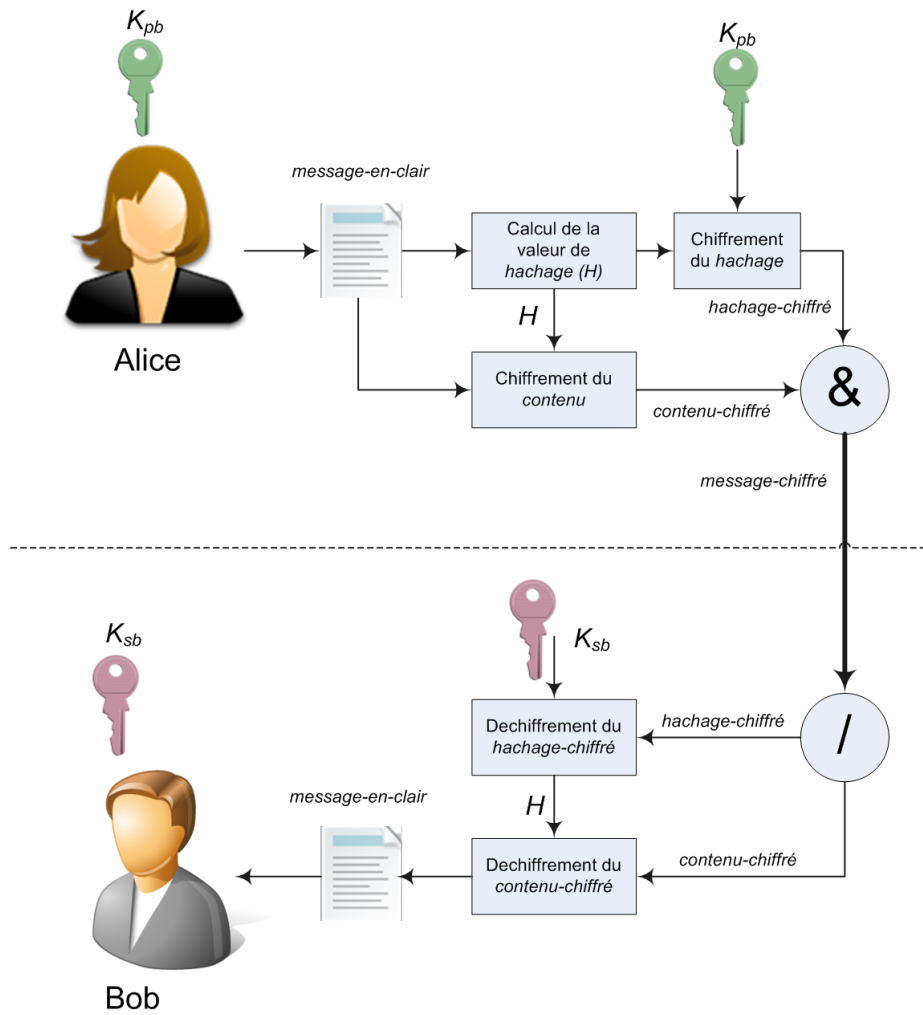 Kpb
Kpb
message-en-clair
Calcul de la
valeur de
hachage (H)
Chiffrement
du hachage
hachage-chiffré
H
Alice
Chiffrement du
contenu
contenu-chiffré
&
message-chiffré
Ksb
Ksb
Dechiffrement du
hachage-chiffré
hachage-chiffré
/
H
message-en-clair
Dechiffrement du
contenu-chiffré
contenu-chiffré
Bob